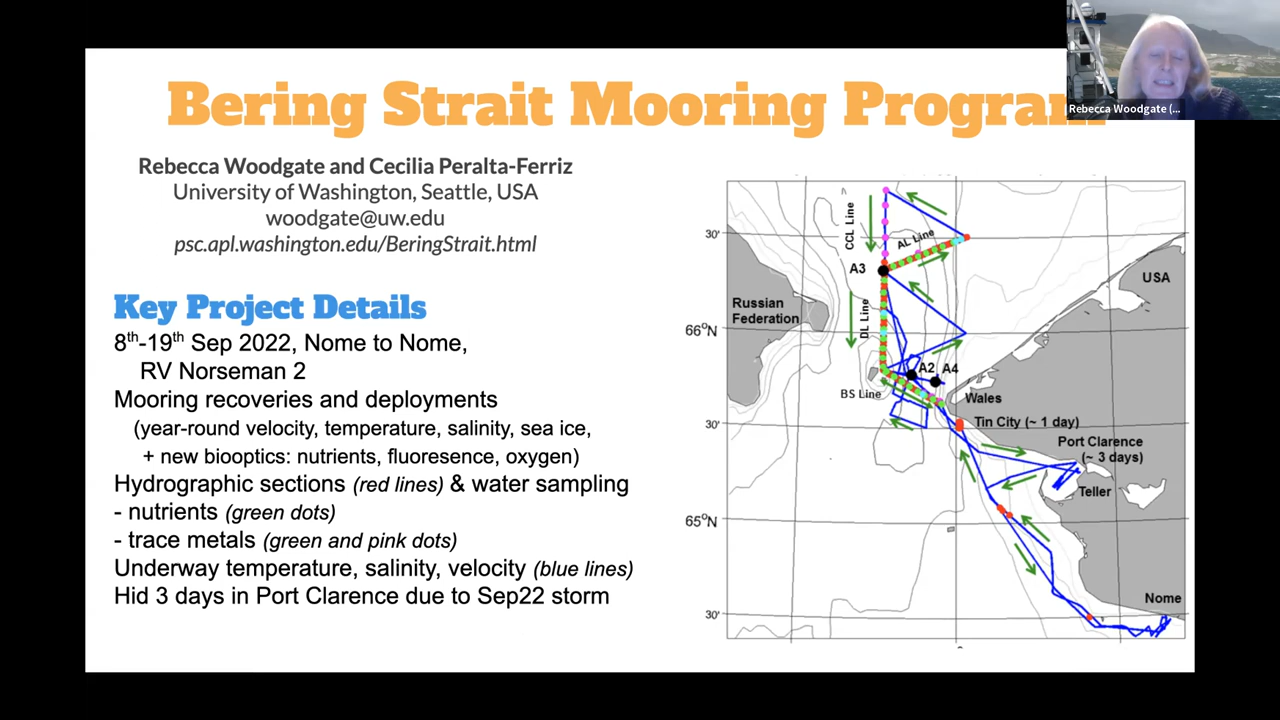 Bering Strait Mooring Program
Rebecca Woodgate (...
Rebecca Woodgate and Cecilia Peralta-Ferriz
University of Washington, Seattle, USA
woodgate@uw.edu
psc.apl.washington.edu/BeringStrait.html
Key Project Details
8th-19th Sep 2022, Nome to Nome,
RV Norseman 2
Mooring recoveries and deployments
(year-round velocity, temperature, salinity, sea ice,
+ new biooptics: nutrients, fluoresence, oxygen)
Hydrographic sections (red lines) & water sampling
- nutrients (green dots)
- trace metals (green and pink dots)
Underway temperature, salinity, velocity (blue lines)
Hid 3 days in Port Clarence due to Sep22 storm
CCL Line
30'
AL Line
A3
USA
Russian
Federation
DL Line
66°N
A2 A4
BS Line
Wales
30'
Tin City (~ 1 day)
Port Clarence
(~ 3 days)
Teller
65°N
Nome
30'